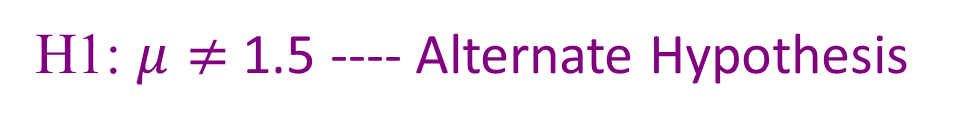 H1: μ ≠ 1.5 ---- Alternate Hypothesis